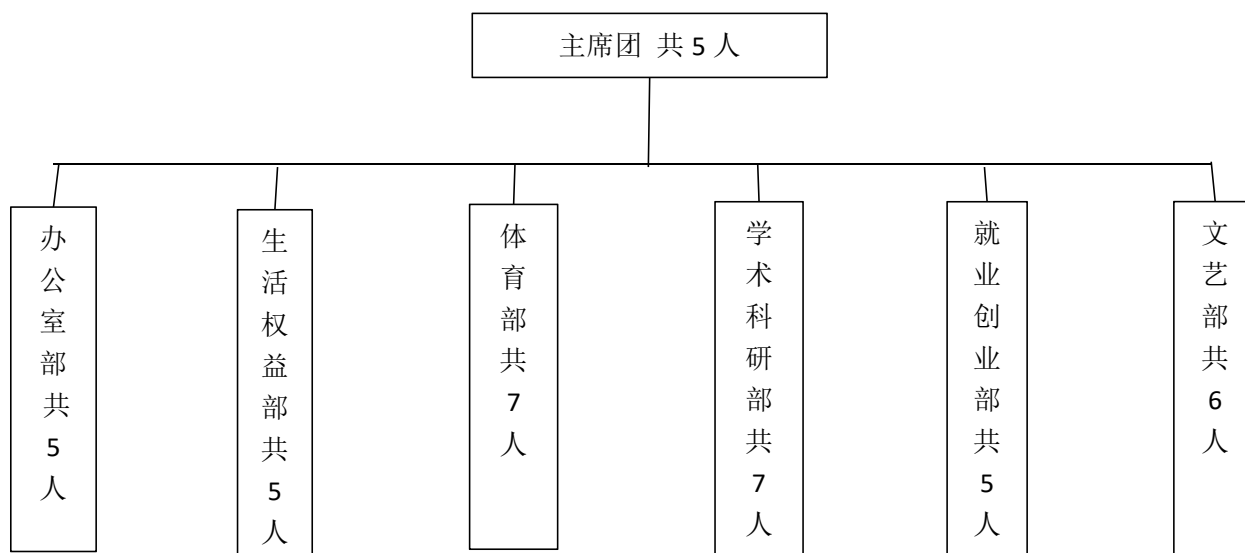 主席团 共 5 人
办公室部共5人
生活权益部共5人
体育部共7人
学术科研部共7人
就业创业部共5人
文艺部共6人